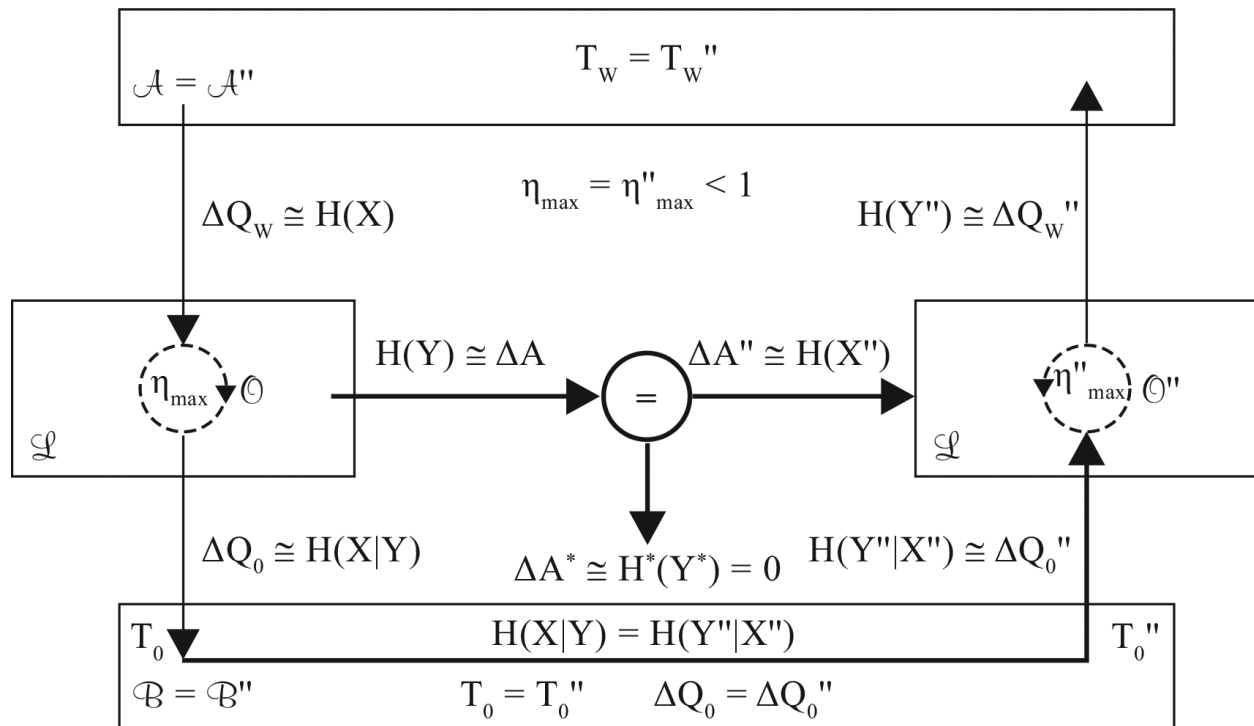 T_W = T_W"
𝒜 = 𝒜"
η_max = η"_max < 1
ΔQ_W ≅ H(X)
H(Y") ≅ ΔQ_W"
H(Y) ≅ ΔA
ΔA" ≅ H(X")
η_max 𝒪
=
η"_max 𝒪"
ℒ
ℒ
ΔQ_0 ≅ H(X|Y)
H(Y"|X") ≅ ΔQ_0"
ΔA* ≅ H*(Y*) = 0
T_0
H(X|Y) = H(Y"|X")
T_0"
ℬ = ℬ"
T_0 = T_0"
ΔQ_0 = ΔQ_0"